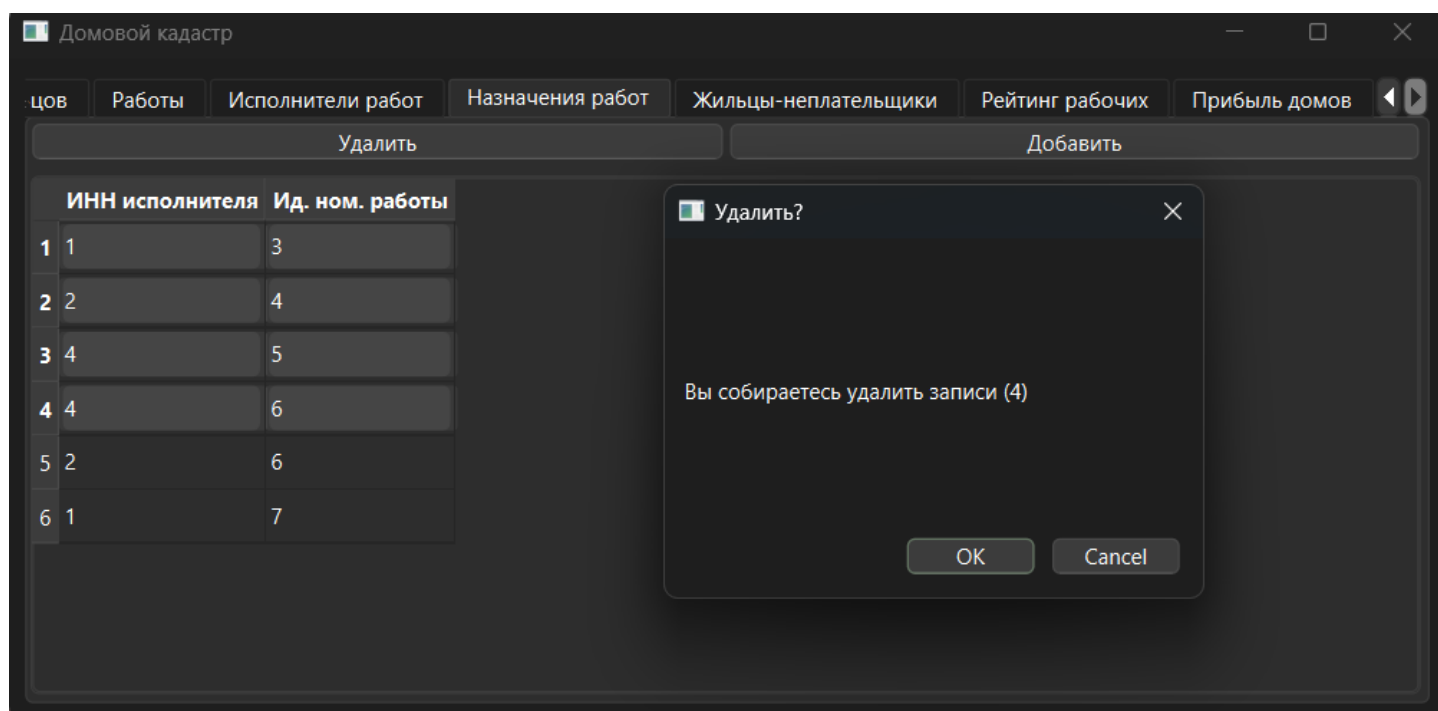 Домовой кадастр
цов Работы Исполнители работ Назначения работ Жильцы-неплательщики Рейтинг рабочих Прибыль домов
Удалить Добавить
ИНН исполнителя Ид. ном. работы
1 1 3
2 2 4
3 4 5
4 4 6
5 2 6
6 1 7
Удалить?
Вы собираетесь удалить записи (4)
OK Cancel